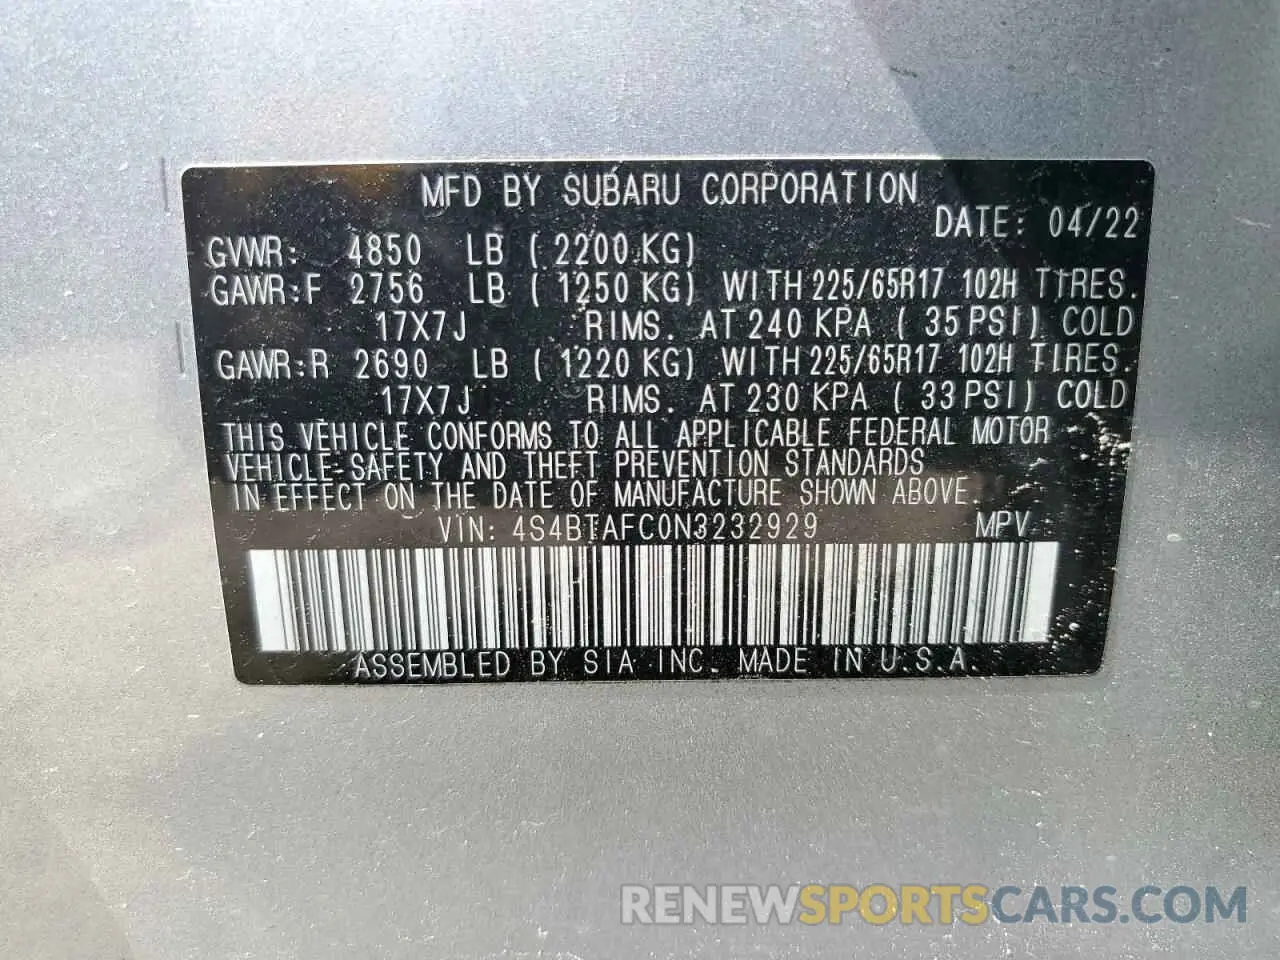 MFD BY SUBARU CORPORATION
DATE: 04/22
GVWR: 4850 LB ( 2200 KG)
GAWR:F 2756 LB ( 1250 KG) WITH 225/65R17 102H TIRES.
17X7J RIMS. AT 240 KPA ( 35 PSI) COLD
GAWR:R 2690 LB ( 1220 KG) WITH 225/65R17 102H TIRES.
17X7J RIMS. AT 230 KPA ( 33 PSI) COLD
THIS VEHICLE CONFORMS TO ALL APPLICABLE FEDERAL MOTOR
VEHICLE-SAFETY AND THEFT PREVENTION STANDARDS
IN EFFECT ON THE DATE OF MANUFACTURE SHOWN ABOVE.
VIN: 4S4BTAFC0N3232929 MPV
ASSEMBLED BY SIA INC. MADE IN U.S.A.
RENEWSPORTSCARS.COM